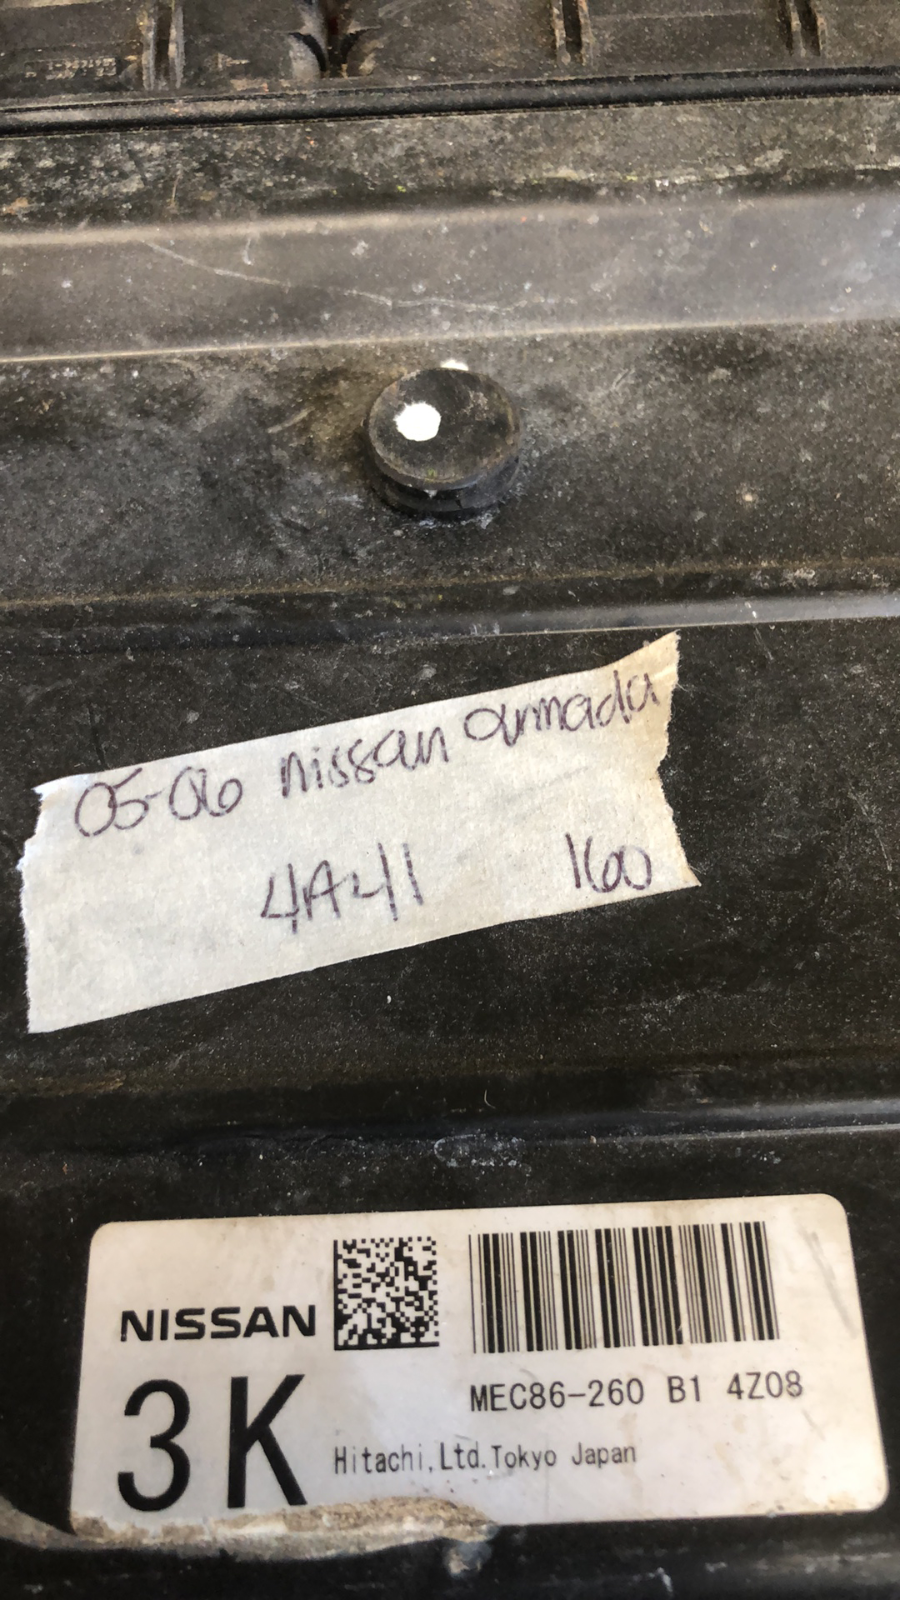 05-06 nissan armada
4A41 160
NISSAN
3K
MEC86-260 B1 4Z08
Hitachi,Ltd.Tokyo Japan